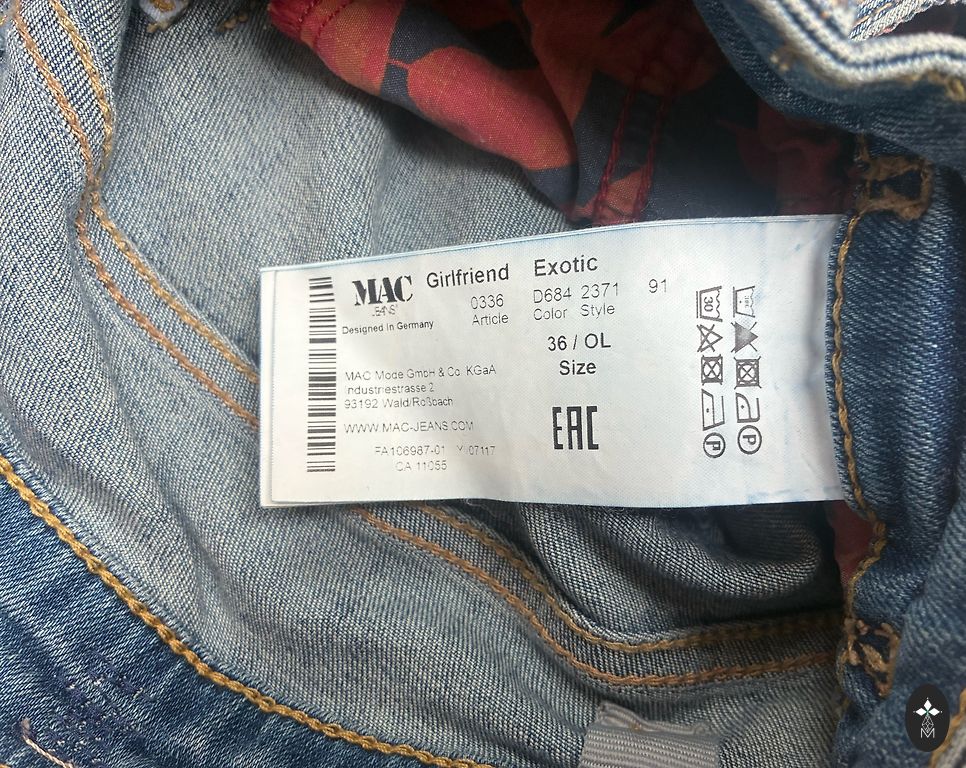 MAC Girlfriend Exotic
JEANS
0336 D684 2371 91
Article Color Style
Designed in Germany
36 / OL
Size
MAC Mode GmbH & Co. KGaA
Industriestrasse 2
93192 Wald/Roßbach
WWW.MAC-JEANS.COM
FA106987-01 07117
CA 11055
EAC
30
P P
M